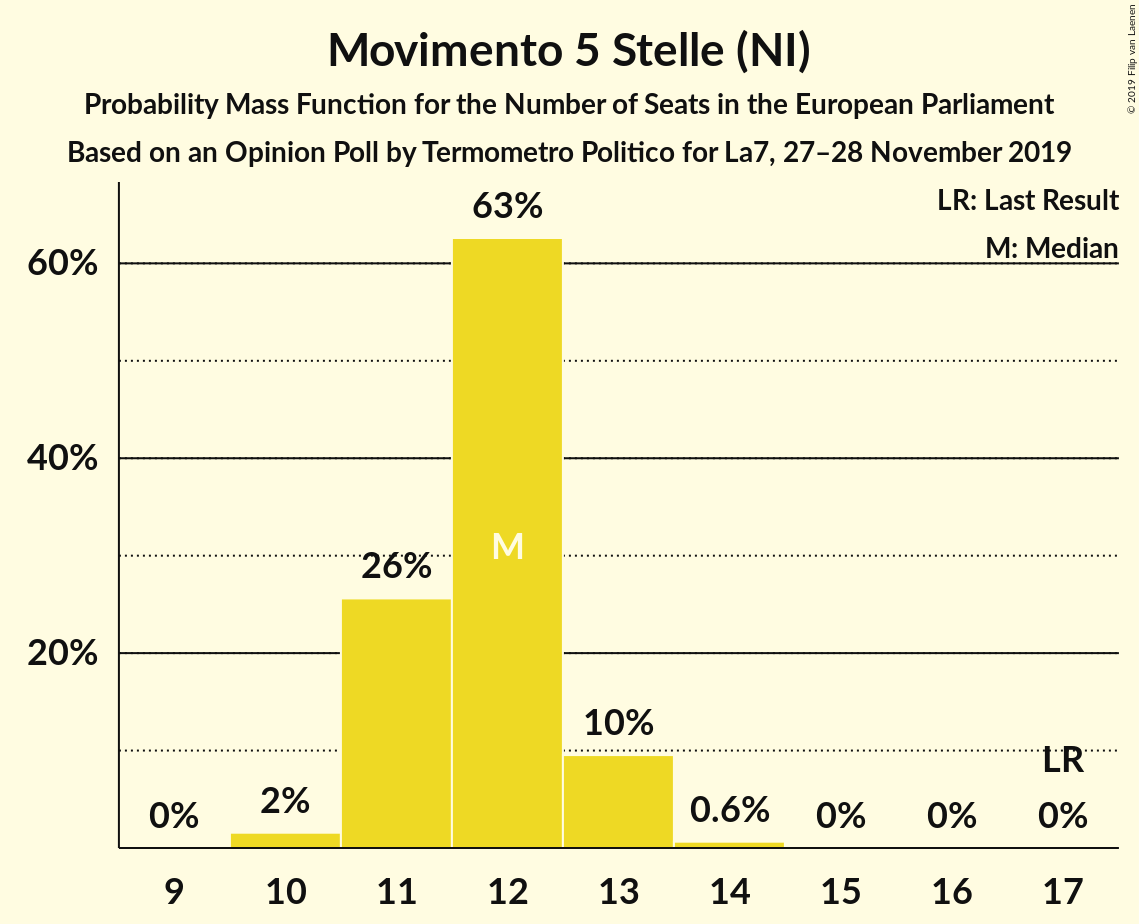 Movimento 5 Stelle (NI)
Probability Mass Function for the Number of Seats in the European Parliament
Based on an Opinion Poll by Termometro Politico for La7, 27–28 November 2019
© 2019 Filip van Laenen
LR: Last Result
M: Median
63%
60%
40%
M
26%
20%
10%
LR
0%
2%
0.6%
0%
0%
0%
9
10
11
12
13
14
15
16
17